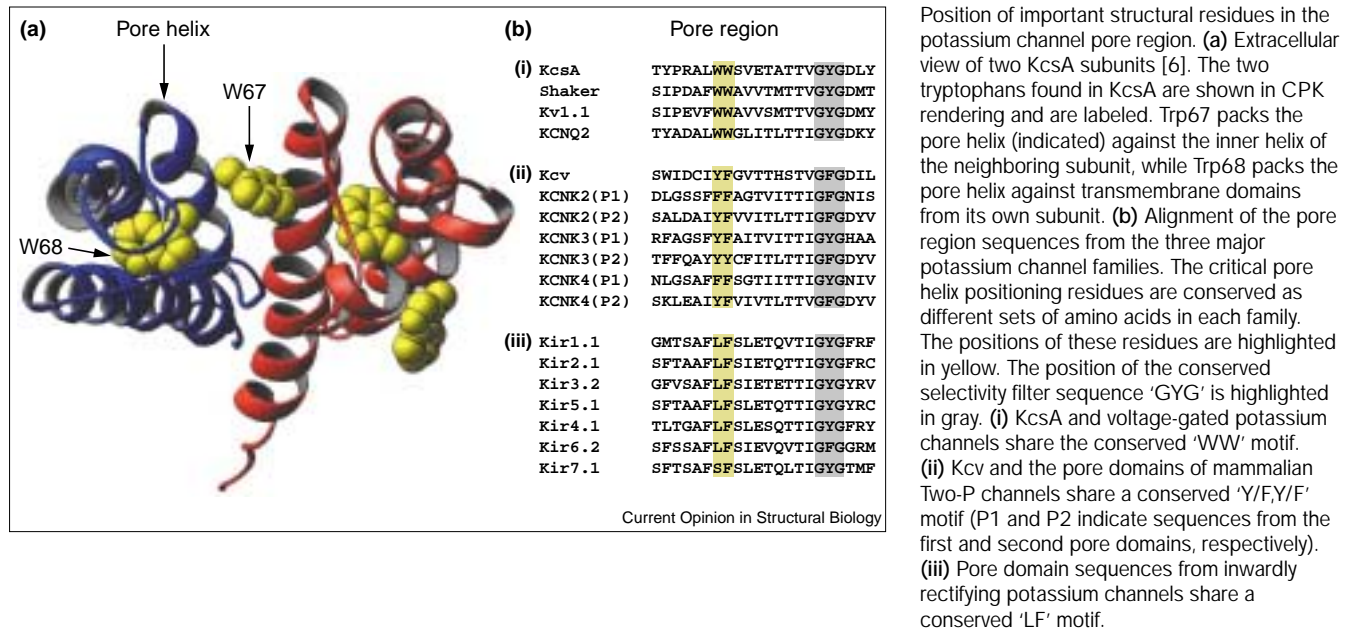 (a) Pore helix
W67
W68
(b) Pore region
(i) KcsA TYPRALWWSVETATTVGYGDLY
Shaker SIPDAFWWAVVTMTTVGYGDMT
Kv1.1 SIPEVFWWAVVSMTTVGYGDMY
KCNQ2 TYADALWWGLITLTTIGYGDKY
(ii) Kcv SWIDCIYFGVTTHSTVGFGDIL
KCNK2(P1) DLGSSFFFAGTVITTIGFGNIS
KCNK2(P2) SALDAIYFVVITLTTIGFGDYV
KCNK3(P1) RFAGSFYFAITVITTIGYGHAA
KCNK3(P2) TFFQAYYYCFITLTTIGFGDYV
KCNK4(P1) NLGSAFFFSGTIITTIGYGNIV
KCNK4(P2) SKLEAIYFVIVTLTTVGFGDYV
(iii) Kir1.1 GMTSAFLFSLETQVTIGYGFRF
Kir2.1 SFTAAFLFSIETQTTIGYGFRC
Kir3.2 GFVSAFLFSIETETTIGYGYRV
Kir5.1 SFTAAFLFSLETQTTIGYGYRC
Kir4.1 TLTGAFLFSLESQTTIGYGFRY
Kir6.2 SFSSAFLFSIEVQVTIGFGGRM
Kir7.1 SFTSAFSFSLETQLTIGYGTMF
Current Opinion in Structural Biology
Position of important structural residues in the
potassium channel pore region. (a) Extracellular
view of two KcsA subunits [6]. The two
tryptophans found in KcsA are shown in CPK
rendering and are labeled. Trp67 packs the
pore helix (indicated) against the inner helix of
the neighboring subunit, while Trp68 packs the
pore helix against transmembrane domains
from its own subunit. (b) Alignment of the pore
region sequences from the three major
potassium channel families. The critical pore
helix positioning residues are conserved as
different sets of amino acids in each family.
The positions of these residues are highlighted
in yellow. The position of the conserved
selectivity filter sequence ‘GYG’ is highlighted
in gray. (i) KcsA and voltage-gated potassium
channels share the conserved ‘WW’ motif.
(ii) Kcv and the pore domains of mammalian
Two-P channels share a conserved ‘Y/F,Y/F’
motif (P1 and P2 indicate sequences from the
first and second pore domains, respectively).
(iii) Pore domain sequences from inwardly
rectifying potassium channels share a
conserved ‘LF’ motif.